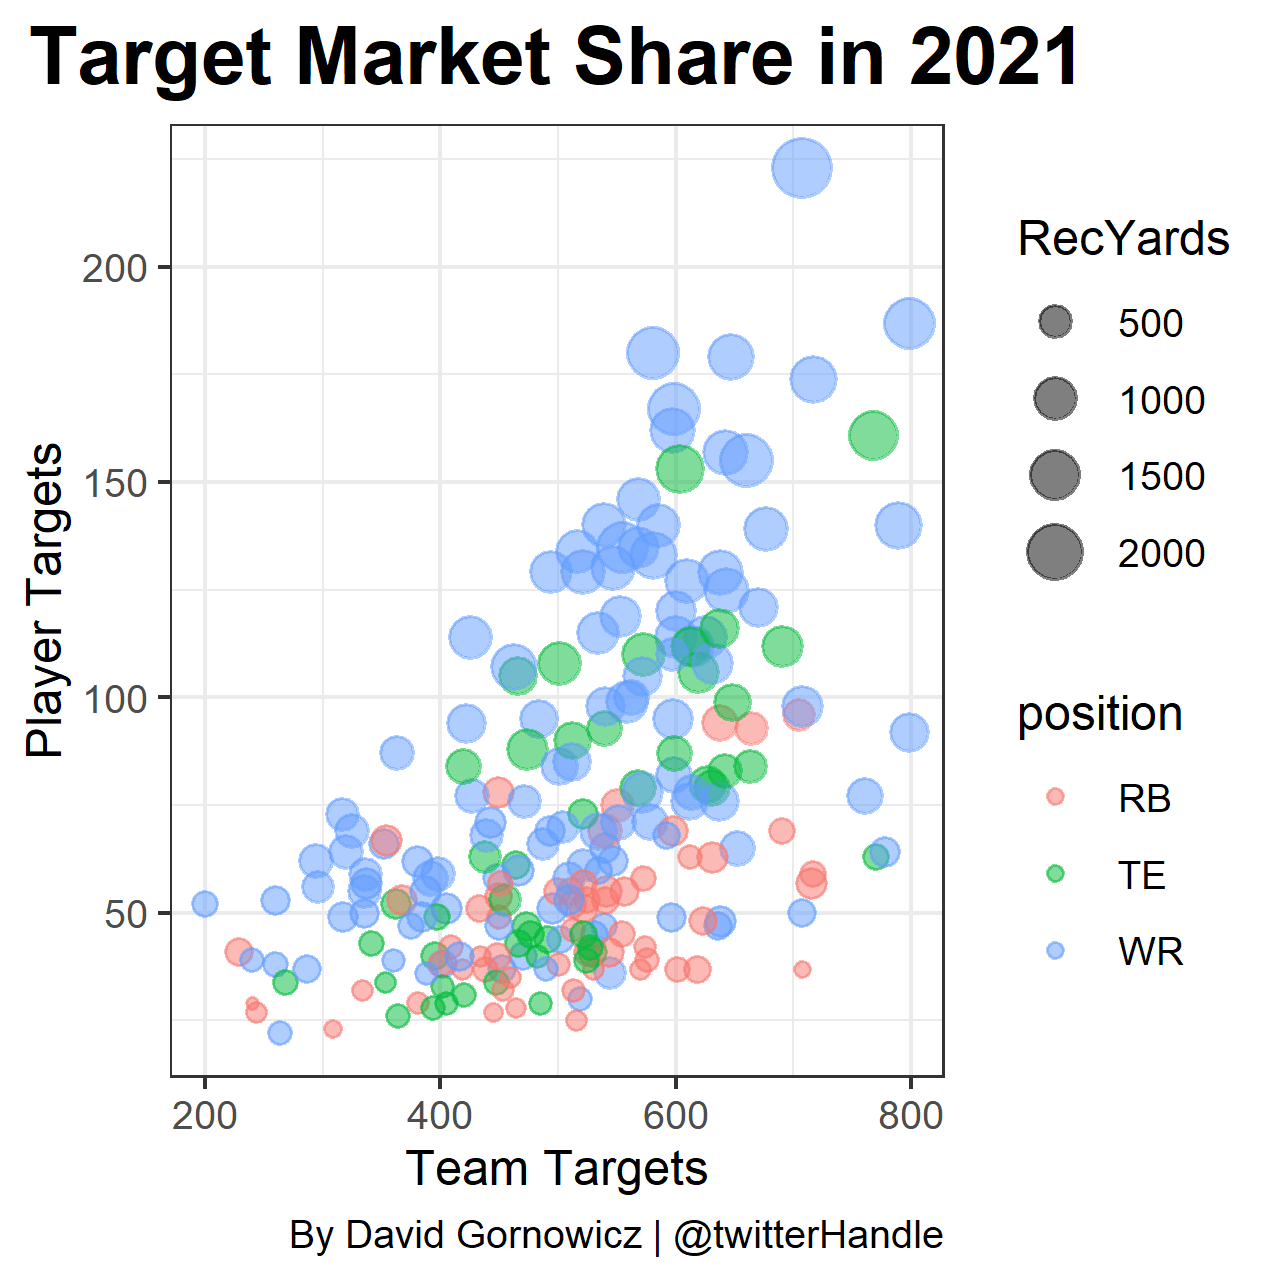 Target Market Share in 2021
200
150
100
50
Player Targets
200 400 600 800
Team Targets
By David Gornowicz | @twitterHandle
RecYards
500
1000
1500
2000
position
RB
TE
WR